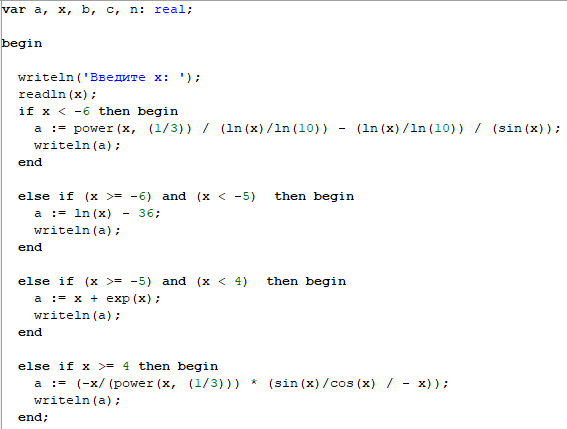 var a, x, b, c, n: real;
begin
writeln('Введите x: ');
readln(x);
if x < -6 then begin
a := power(x, (1/3)) / (ln(x)/ln(10)) - (ln(x)/ln(10)) / (sin(x));
writeln(a);
end
else if (x >= -6) and (x < -5)  then begin
a := ln(x) - 36;
writeln(a);
end
else if (x >= -5) and (x < 4)  then begin
a := x + exp(x);
writeln(a);
end
else if x >= 4 then begin
a := (-x/(power(x, (1/3))) * (sin(x)/cos(x) / - x));
writeln(a);
end;